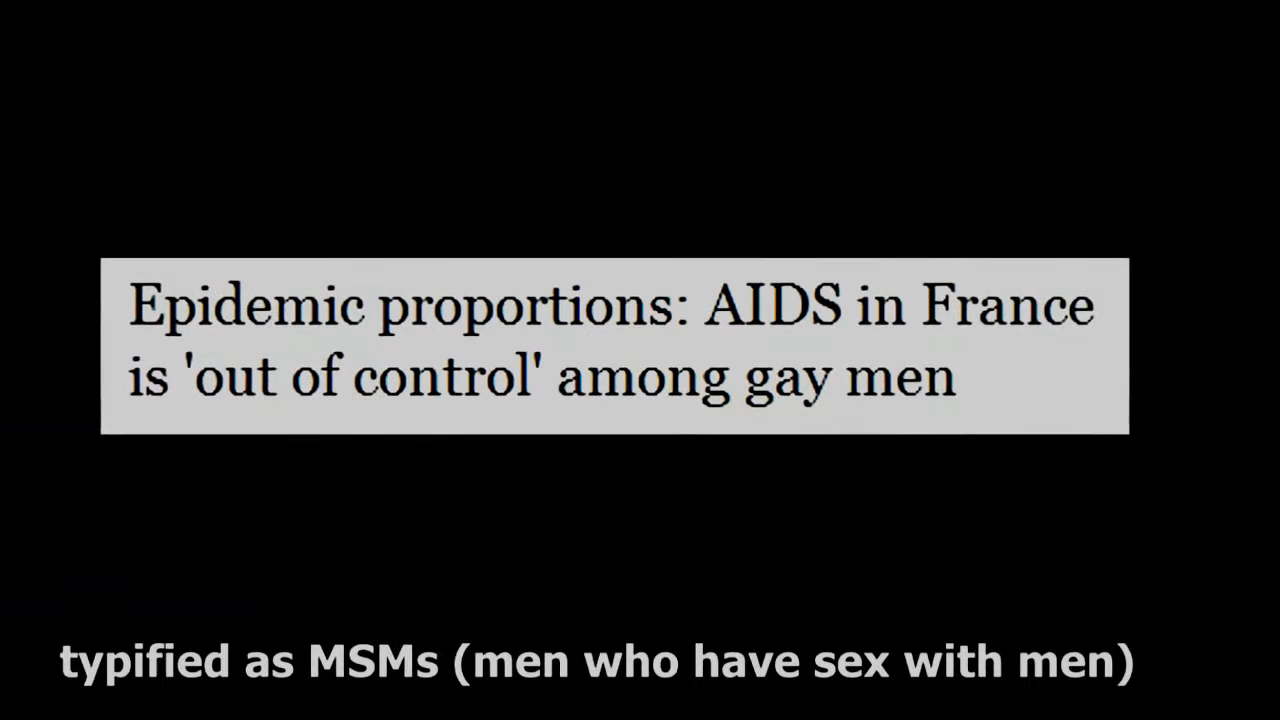 Epidemic proportions: AIDS in France
is 'out of control' among gay men
typified as MSMs (men who have sex with men)